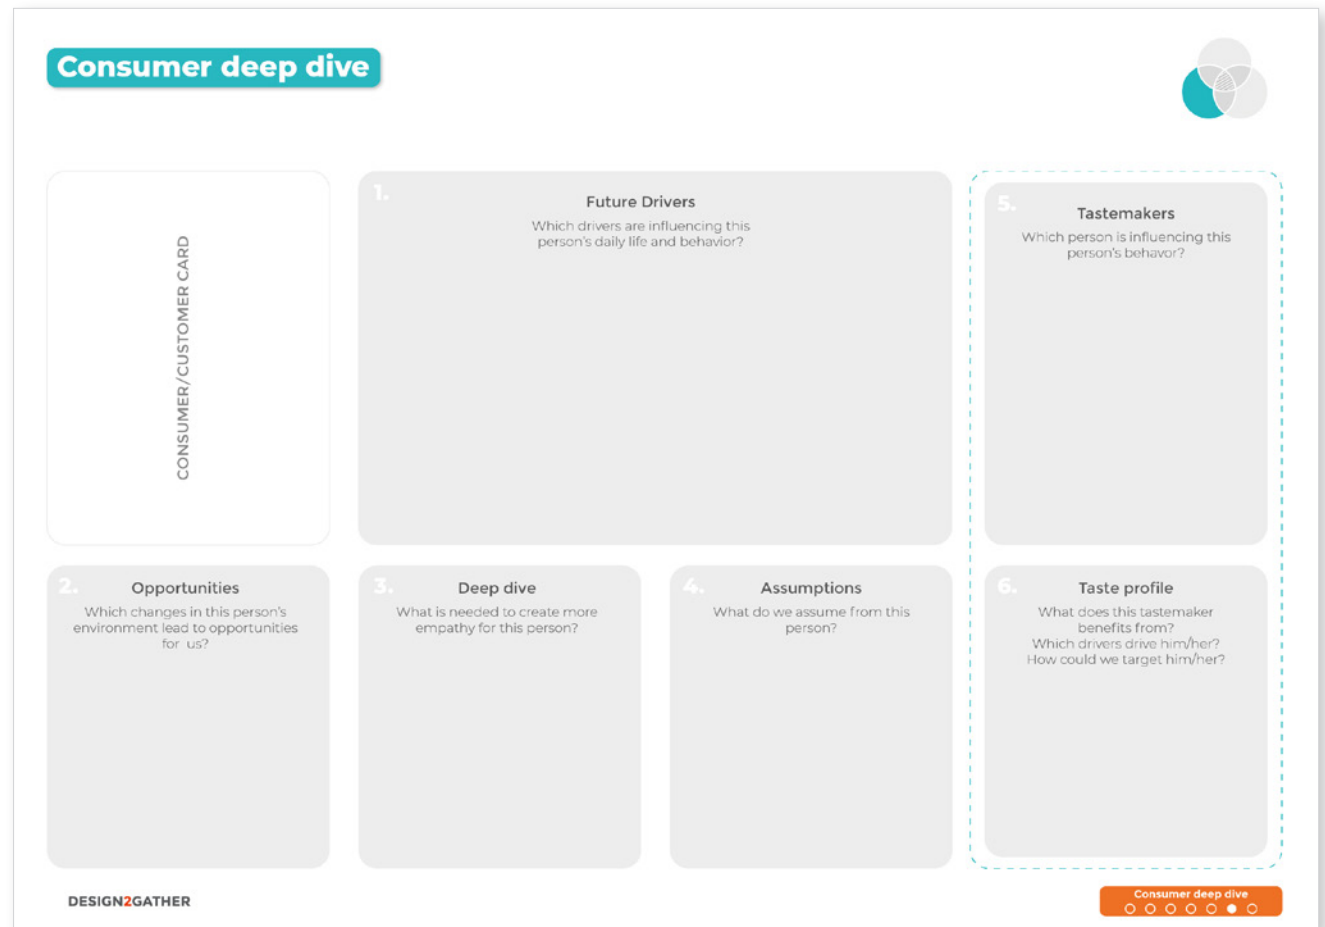 Consumer deep dive
CONSUMER/CUSTOMER CARD
1.
Future Drivers
Which drivers are influencing this
person's daily life and behavior?
5.
Tastemakers
Which person is influencing this
person's behavor?
2.
Opportunities
Which changes in this person's
environment lead to opportunities
for us?
3.
Deep dive
What is needed to create more
empathy for this person?
4.
Assumptions
What do we assume from this
person?
6.
Taste profile
What does this tastemaker
benefits from?
Which drivers drive him/her?
How could we target him/her?
DESIGN2GATHER
Consumer deep dive